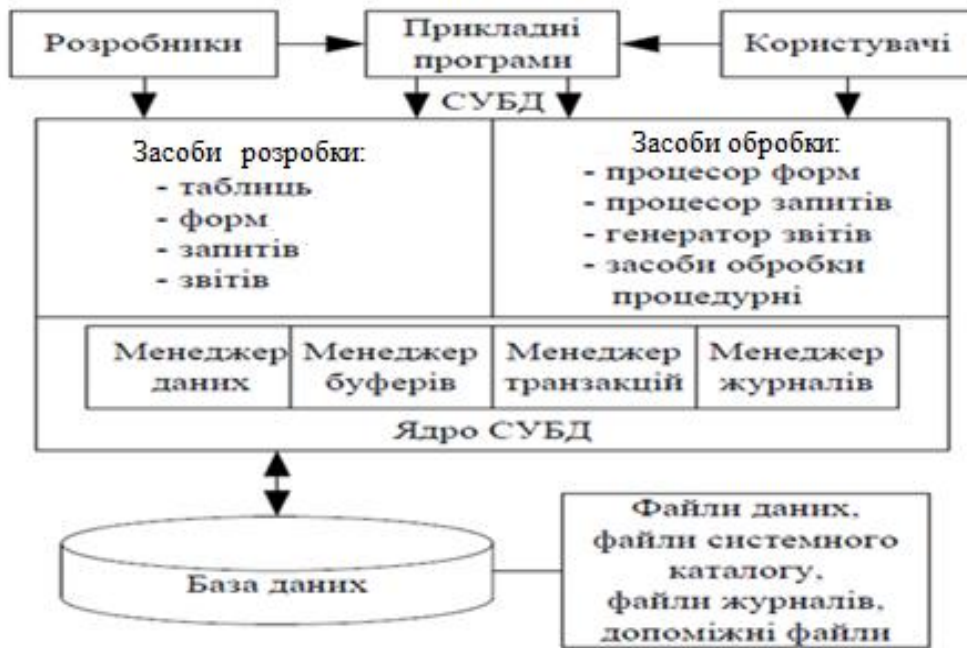 Розробники
Прикладні
програми
Користувачі
СУБД
Засоби розробки:
- таблиць
- форм
- запитів
- звітів
Засоби обробки:
- процесор форм
- процесор запитів
- генератор звітів
- засоби обробки
процедурні
Менеджер
даних
Менеджер
буферів
Менеджер
транзакцій
Менеджер
журналів
Ядро СУБД
База даних
Файли даних,
файли системного
каталогу,
файли журналів,
допоміжні файли